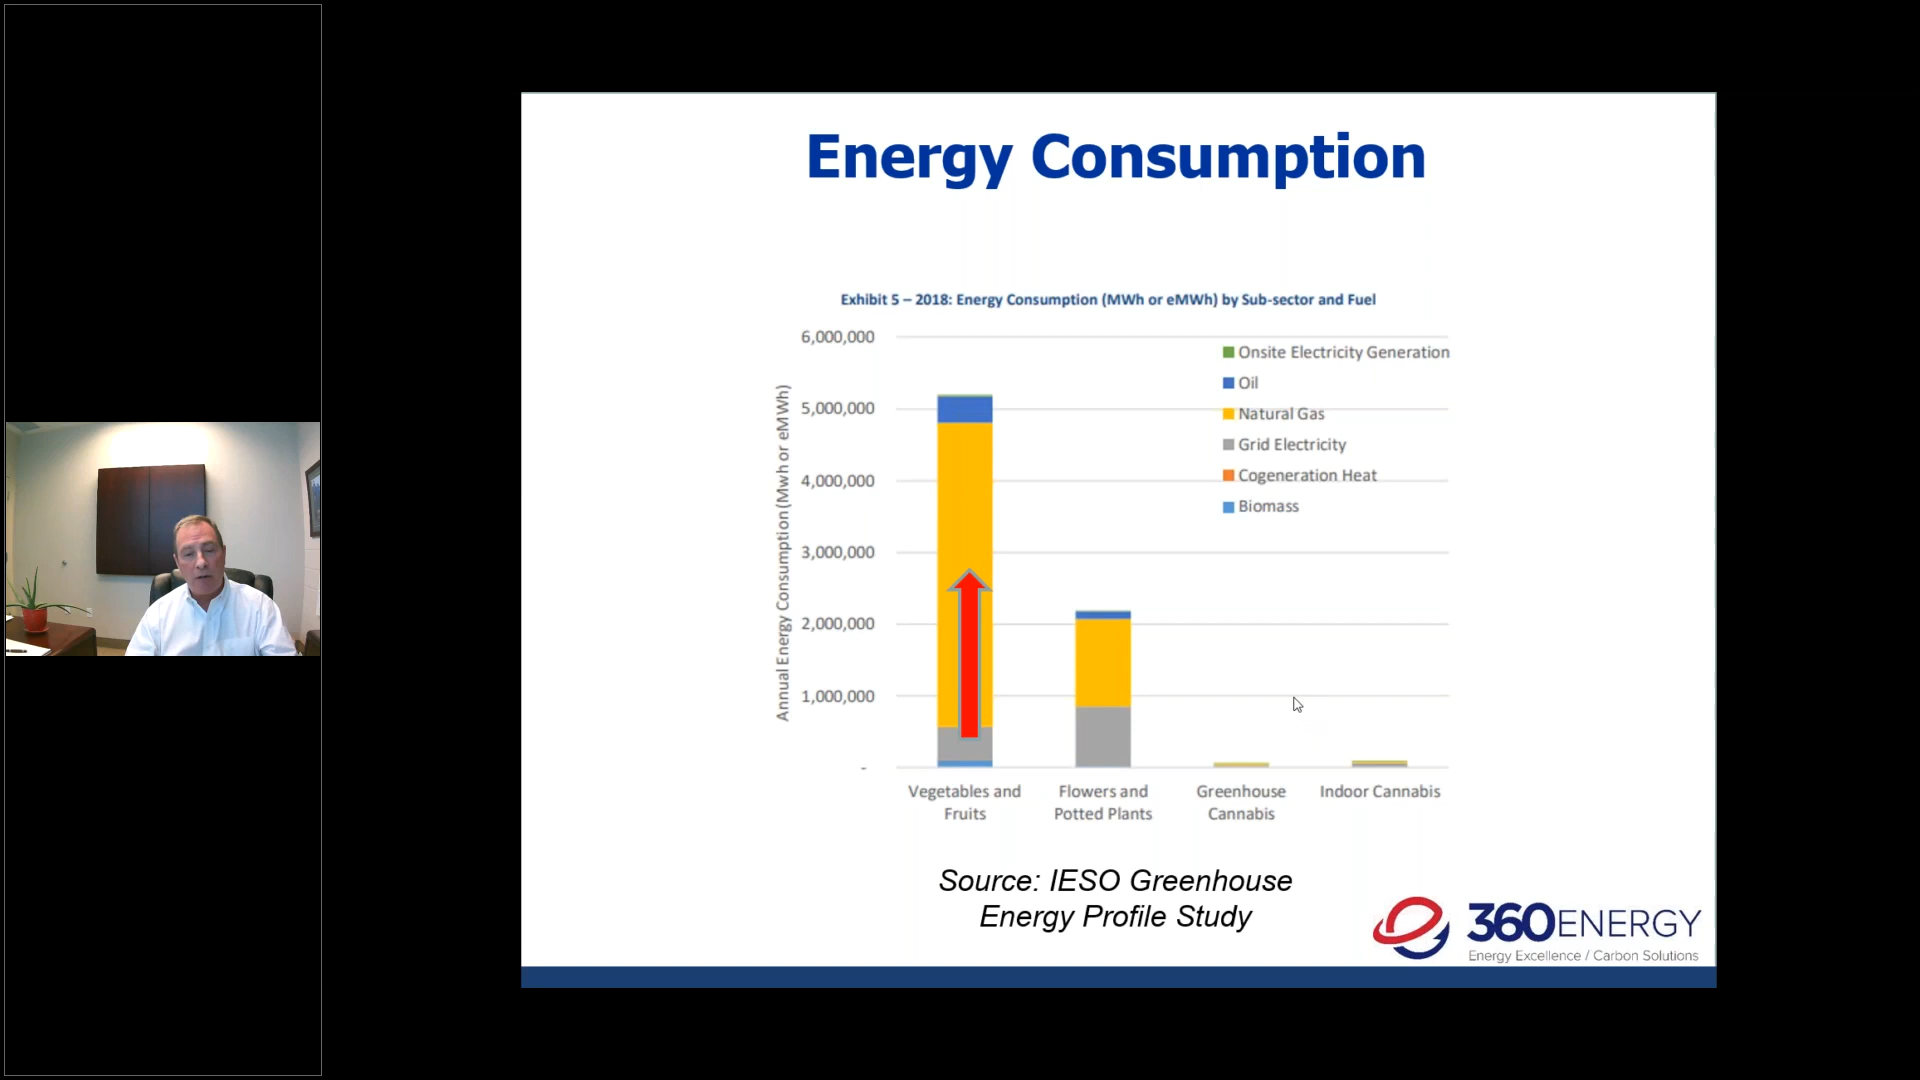 Energy Consumption
Exhibit 5 – 2018: Energy Consumption (MWh or eMWh) by Sub-sector and Fuel
Annual Energy Consumption (Mwh or eMWh)
6,000,000
5,000,000
4,000,000
3,000,000
2,000,000
1,000,000
-
Onsite Electricity Generation
Oil
Natural Gas
Grid Electricity
Cogeneration Heat
Biomass
Vegetables and
Fruits
Flowers and
Potted Plants
Greenhouse
Cannabis
Indoor Cannabis
Source: IESO Greenhouse
Energy Profile Study
360ENERGY
Energy Excellence / Carbon Solutions